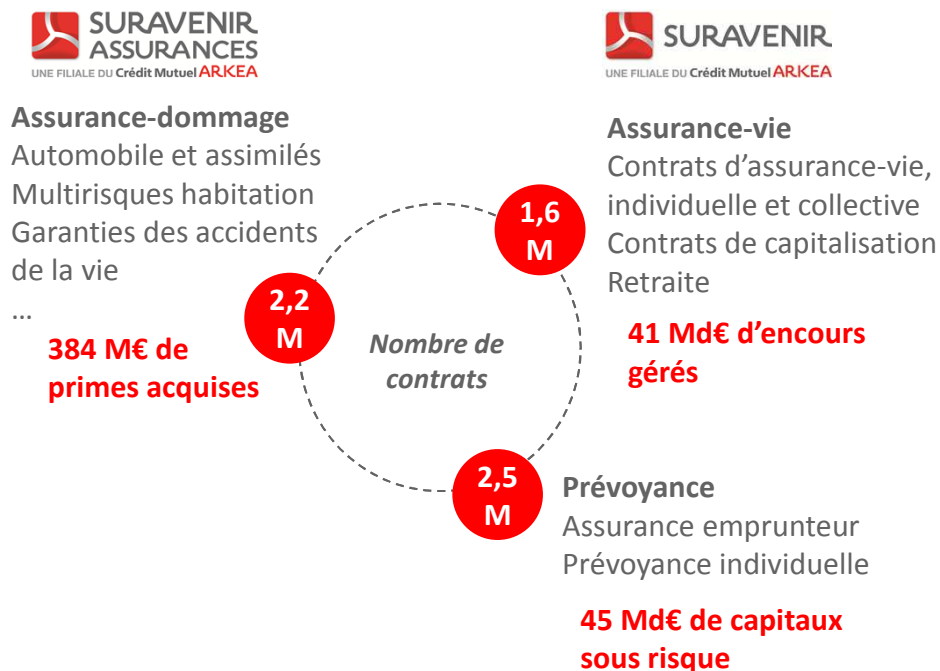 SURAVENIR
ASSURANCES
UNE FILIALE DU Crédit Mutuel ARKEA
Assurance-dommage
Automobile et assimilés
Multirisques habitation
Garanties des accidents
de la vie
...
384 M€ de
primes acquises
2,2
M
SURAVENIR
UNE FILIALE DU Crédit Mutuel ARKEA
Assurance-vie
Contrats d'assurance-vie,
individuelle et collective
Contrats de capitalisation
Retraite
41 Md€ d'encours
gérés
1,6
M
Nombre de
contrats
2,5
M
Prévoyance
Assurance emprunteur
Prévoyance individuelle
45 Md€ de capitaux
sous risque